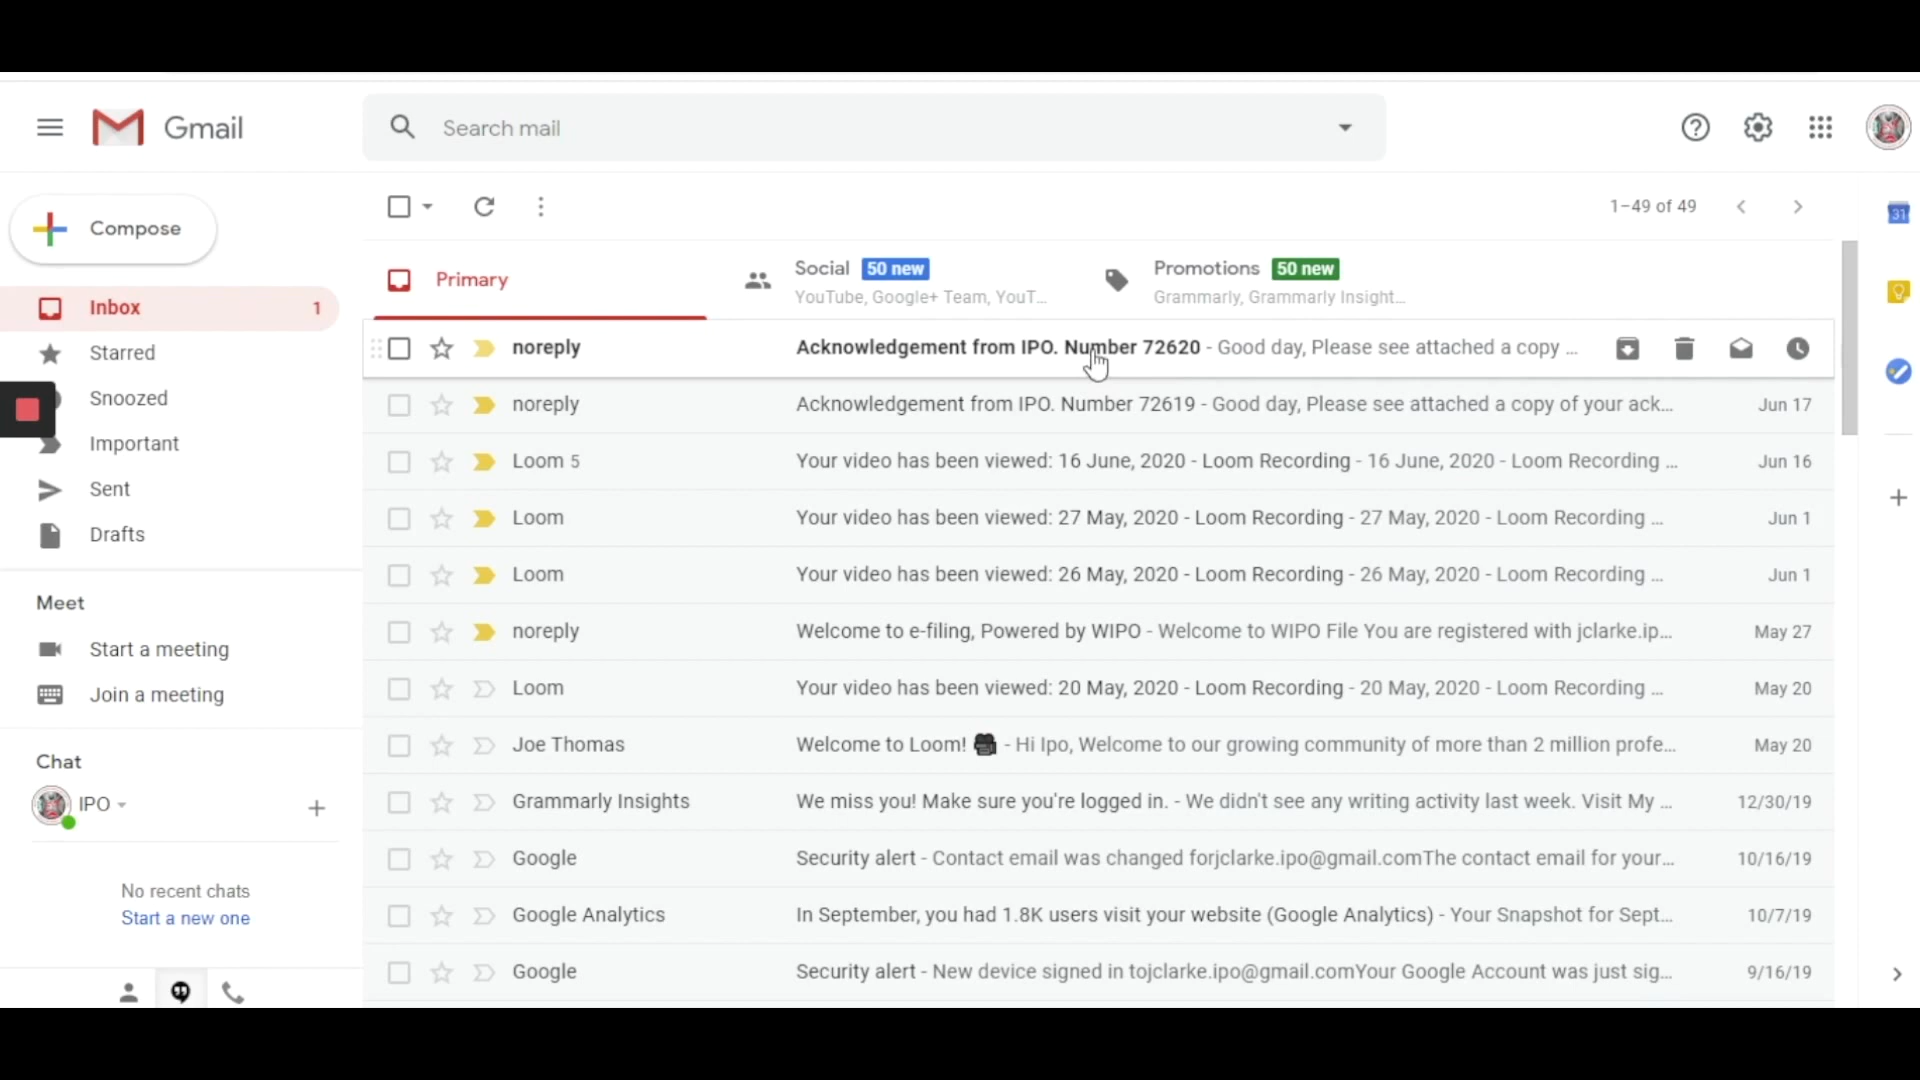 Gmail
Search mail
Compose
1–49 of 49
31
Primary
Social 50 new
YouTube, Google+ Team, YouT...
Promotions 50 new
Grammarly, Grammarly Insight...
Inbox 1
Starred
Snoozed
Important
Sent
Drafts
Meet
Start a meeting
Join a meeting
Chat
IPO
No recent chats
Start a new one
noreply Acknowledgement from IPO. Number 72620 - Good day, Please see attached a copy ...
noreply Acknowledgement from IPO. Number 72619 - Good day, Please see attached a copy of your ack... Jun 17
Loom 5 Your video has been viewed: 16 June, 2020 - Loom Recording - 16 June, 2020 - Loom Recording ... Jun 16
Loom Your video has been viewed: 27 May, 2020 - Loom Recording - 27 May, 2020 - Loom Recording ... Jun 1
Loom Your video has been viewed: 26 May, 2020 - Loom Recording - 26 May, 2020 - Loom Recording ... Jun 1
noreply Welcome to e-filing, Powered by WIPO - Welcome to WIPO File You are registered with jclarke.ip... May 27
Loom Your video has been viewed: 20 May, 2020 - Loom Recording - 20 May, 2020 - Loom Recording ... May 20
Joe Thomas Welcome to Loom! - Hi Ipo, Welcome to our growing community of more than 2 million profe... May 20
Grammarly Insights We miss you! Make sure you're logged in. - We didn't see any writing activity last week. Visit My ... 12/30/19
Google Security alert - Contact email was changed forjclarke.ipo@gmail.comThe contact email for your... 10/16/19
Google Analytics In September, you had 1.8K users visit your website (Google Analytics) - Your Snapshot for Sept... 10/7/19
Google Security alert - New device signed in tojclarke.ipo@gmail.comYour Google Account was just sig... 9/16/19